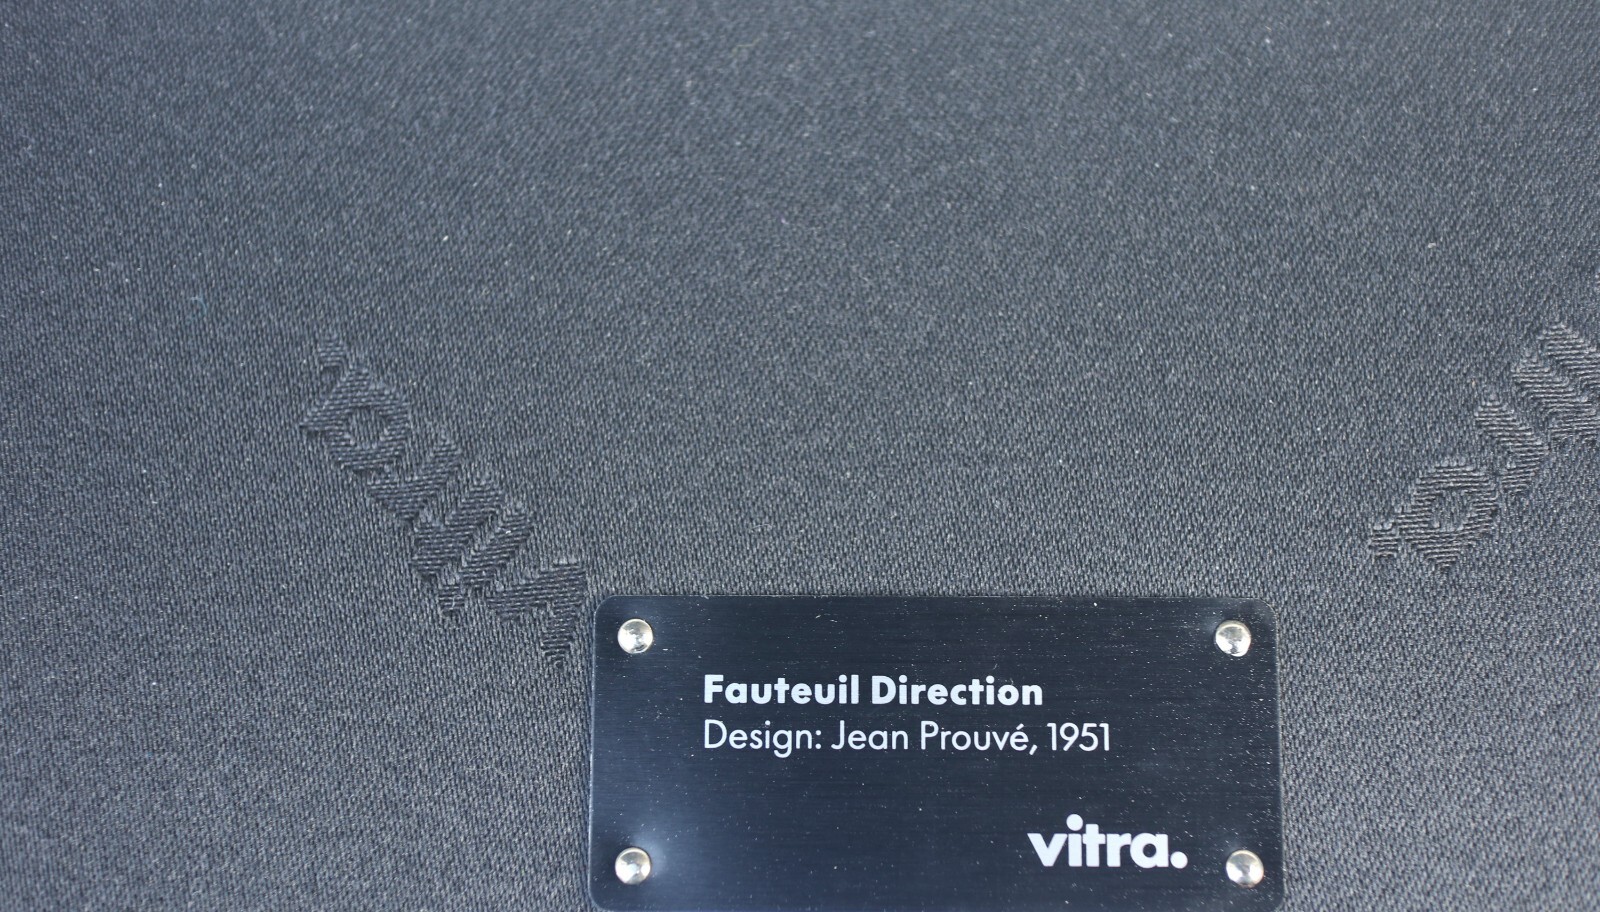 Fauteuil Direction
Design: Jean Prouvé, 1951
vitra.